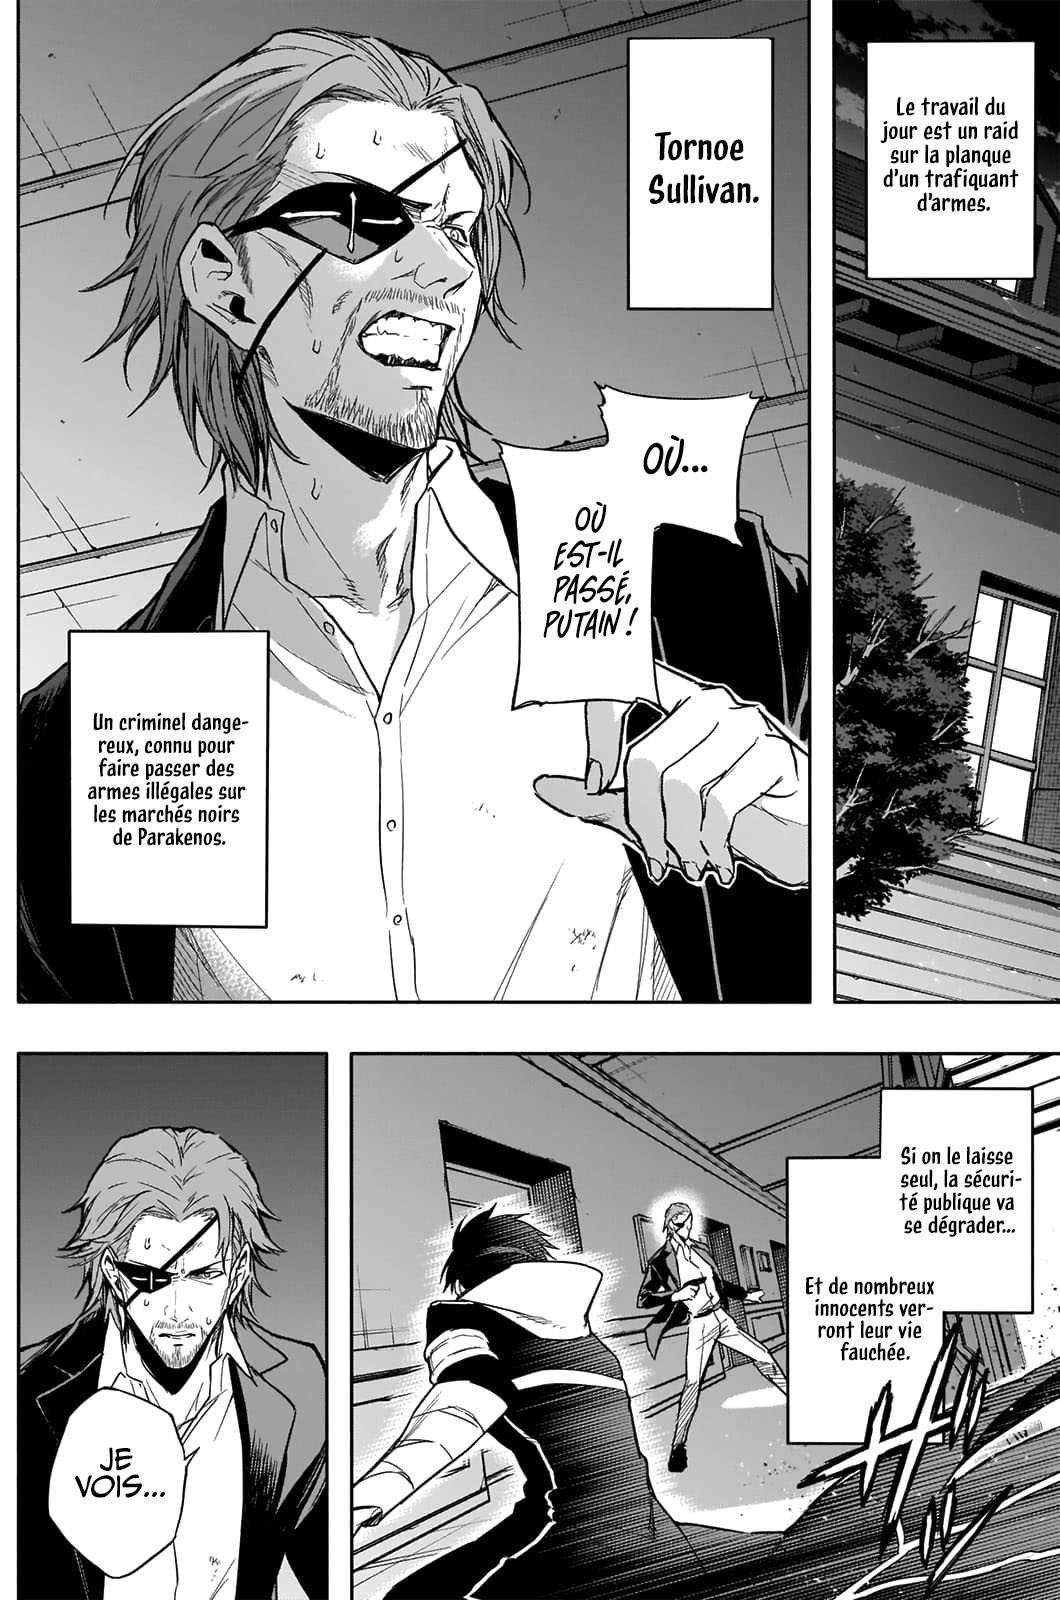 Le travail du
jour est un raid
sur la planque
d'un trafiquant
d'armes.
Tornoe
Sullivan.
OÙ...
OÙ
EST-IL
PASSÉ,
PUTAIN !
Un criminel dange-
reux, connu pour
faire passer des
armes illégales sur
les marchés noirs
de Parakenos.
Si on le laisse
seul, la sécuri-
té publique va
se dégrader...
Et de nombreux
innocents ver-
ront leur vie
fauchée.
JE
VOIS...